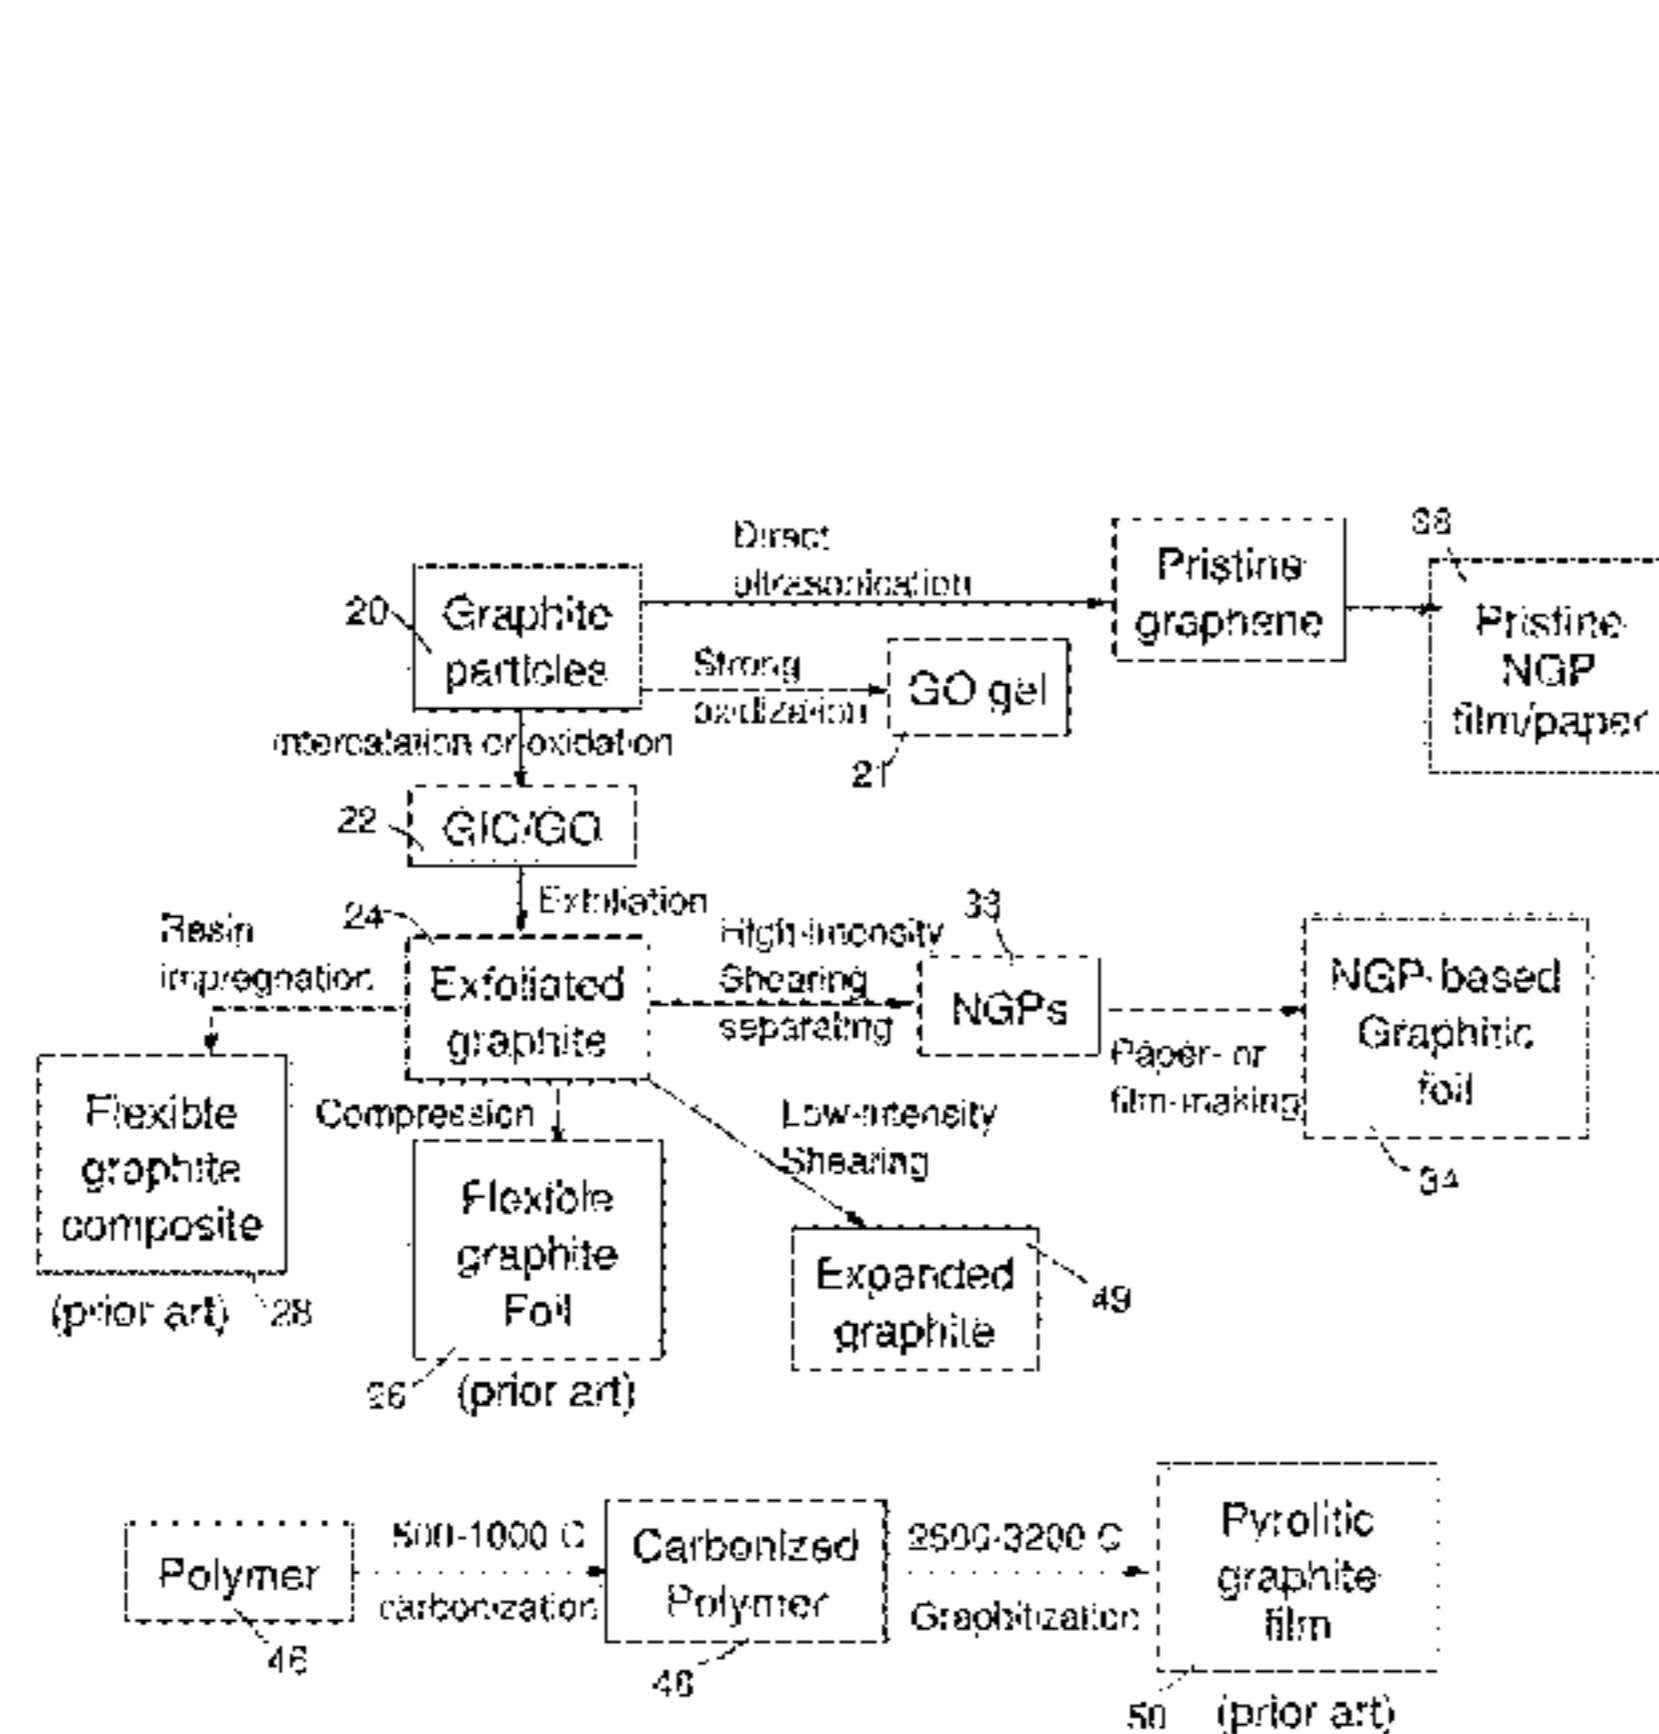 Direct
ultrasonication
Pristine
graphene
38
Pristine
NGP
film/paper
20
Graphite
particles
Strong
oxdization
GO gel
21
intercalation or oxidation
22
GIC/GO
Exfoliation
24
Resin
impregnation
Exfoliated
graphite
High-intensity
Shearing
separating
33
NGPs
Paper- or
film-making
NGP-based
Graphitic
foil
34
Flexible
graphite
composite
(prior art)
28
Compression
Flexible
graphite
Foil
26
(prior art)
Low-intensity
Shearing
Expanded
graphite
49
Polymer
46
500-1000 C
carbonization
Carbonized
Polymer
48
2500-3200 C
Graphitization
Pyrolitic
graphite
film
50
(prior art)